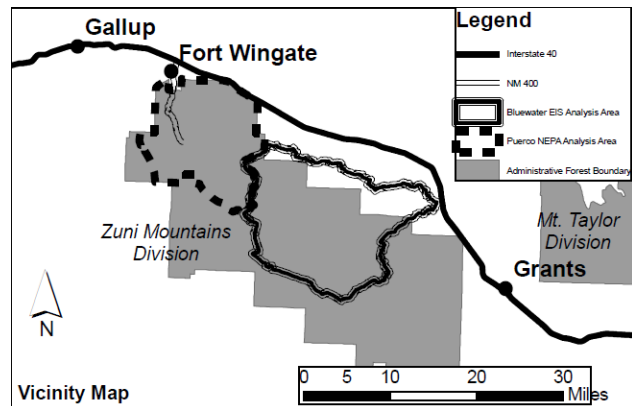 Gallup
Fort Wingate
Legend
Interstate 40
NM 400
Bluewater EIS Analysis Area
Puerco NEPA Analysis Area
Administrative Forest Boundary
Zuni Mountains
Division
Mt. Taylor
Division
Grants
N
0 5 10 20 30
Miles
Vicinity Map